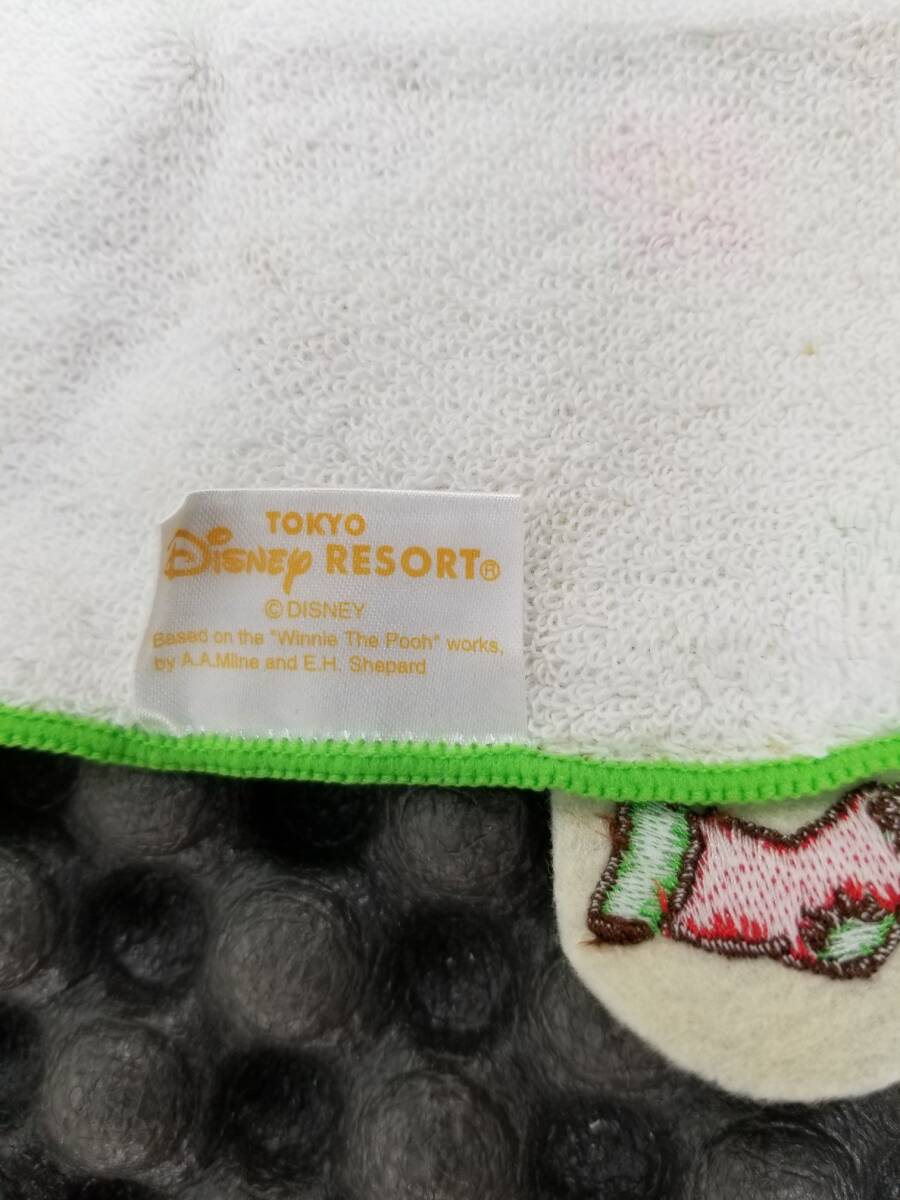 TOKYO
Disney RESORT®
© DISNEY
Based on the "Winnie The Pooh" works,
by A.A.Milne and E.H. Shepard